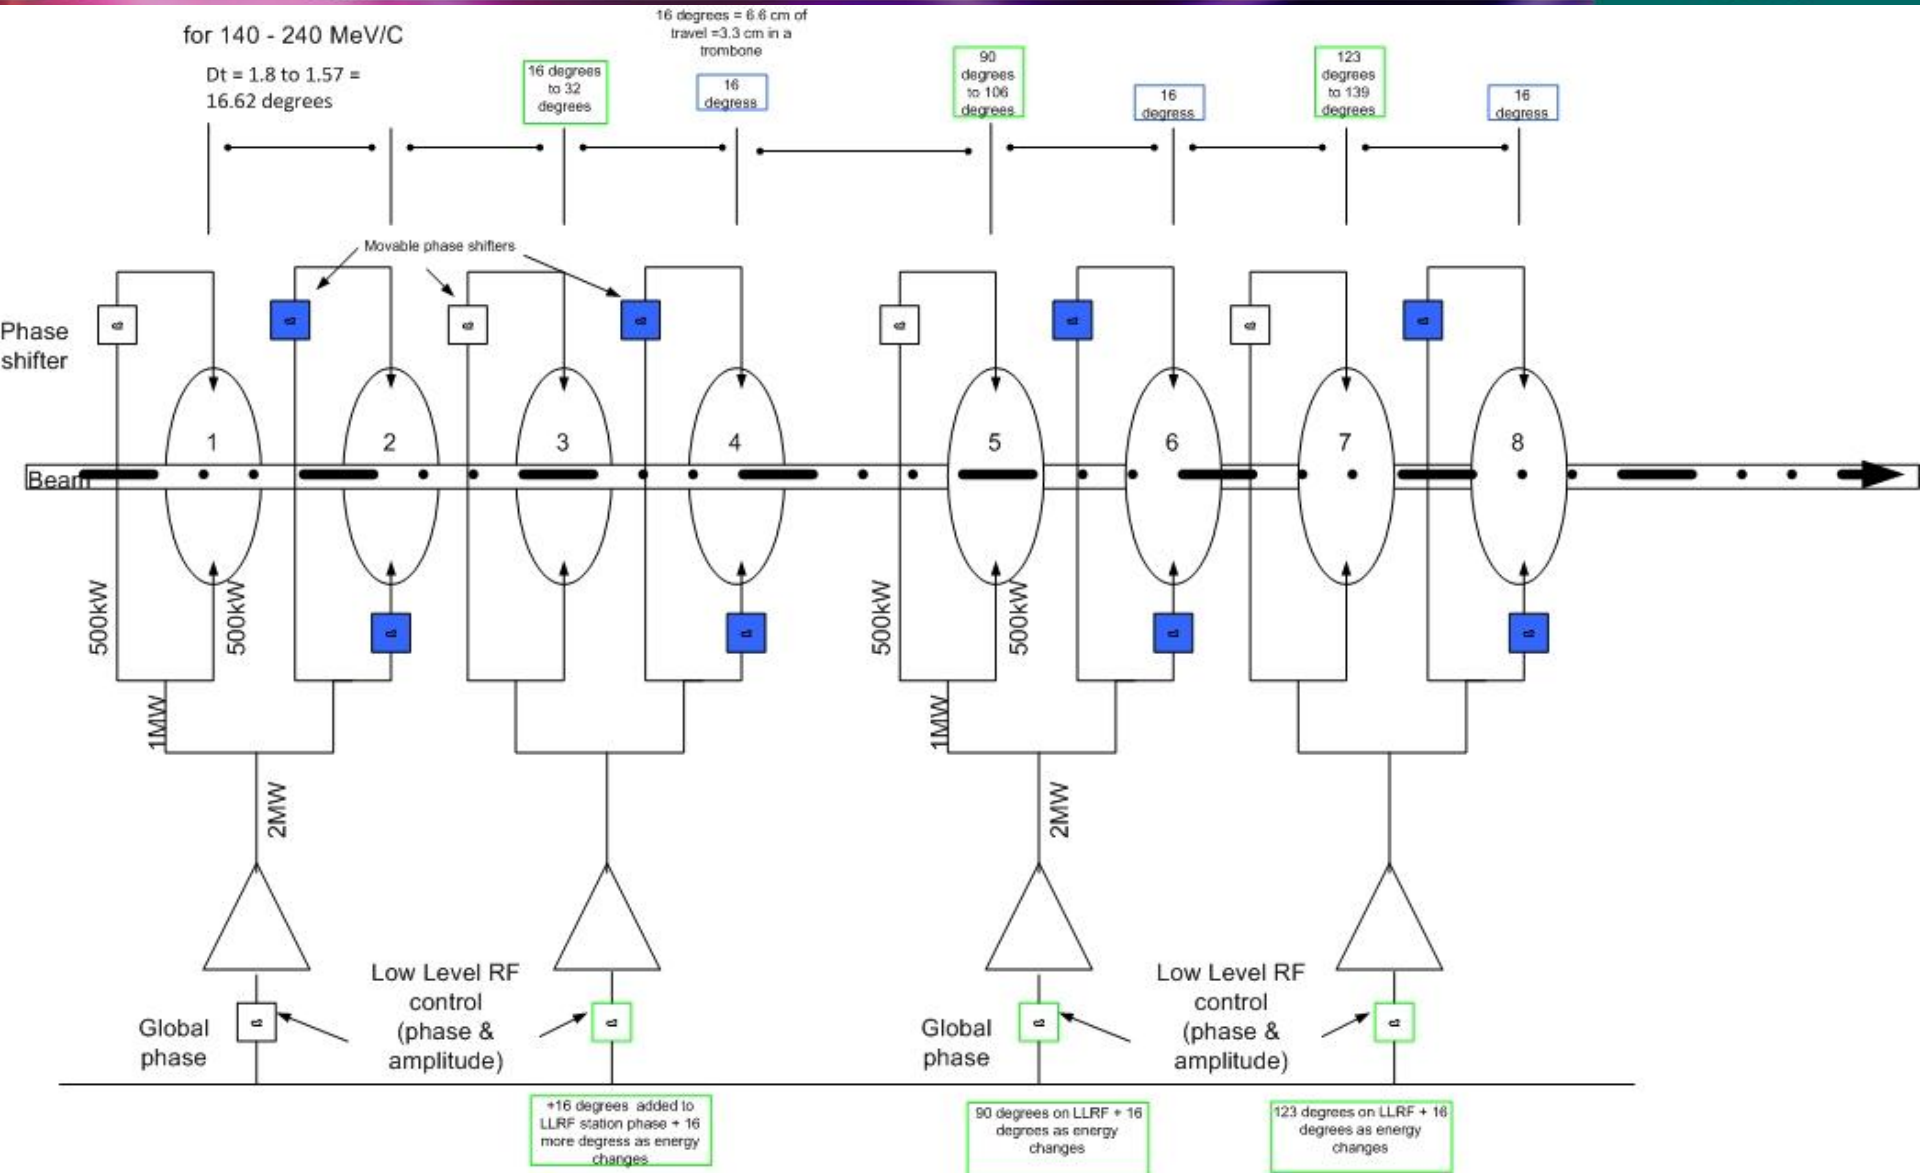 for 140 - 240 MeV/C
Dt = 1.8 to 1.57 =
16.62 degrees
16 degrees = 6.6 cm of
travel =3.3 cm in a
trombone
16 degrees
to 32
degrees
16
degress
90
degrees
to 106
degrees
16
degress
123
degrees
to 139
degrees
16
degress
Movable phase shifters
Phase
shifter
1
2
3
4
5
6
7
8
Beam
500kW
500kW
500kW
500kW
1MW
1MW
2MW
2MW
Global
phase
Low Level RF
control
(phase &
amplitude)
Global
phase
Low Level RF
control
(phase &
amplitude)
+16 degrees added to
LLRF station phase + 16
more degress as energy
changes
90 degrees on LLRF + 16
degrees as energy
changes
123 degrees on LLRF + 16
degrees as energy
changes